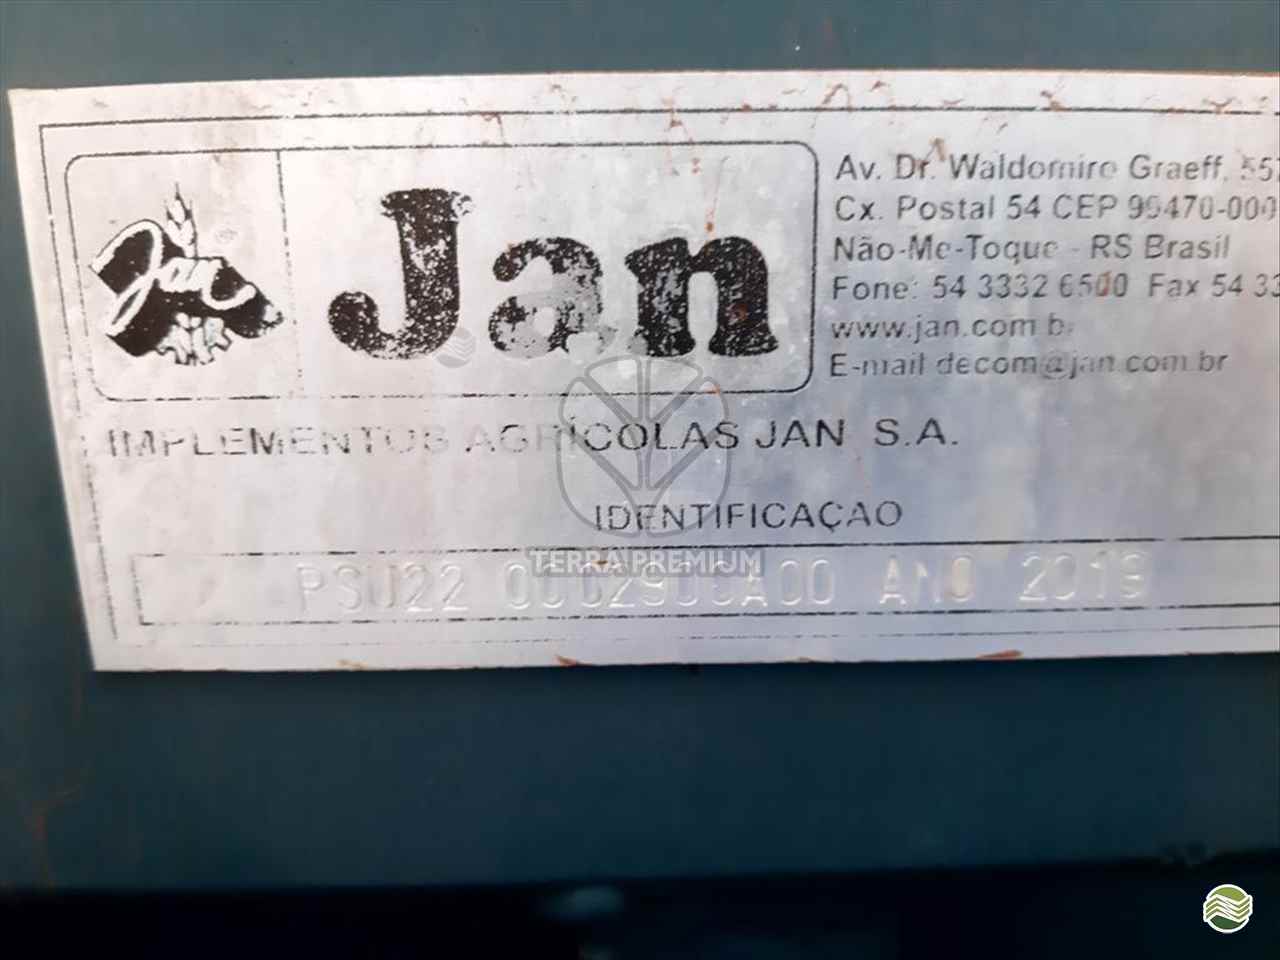 Jan
Jan
Av. Dr. Waldomiro Graeff, 557
Cx. Postal 54 CEP 99470-000
Não-Me-Toque - RS Brasil
Fone: 54 3332 6500 Fax 54 33
www.jan.com.br
E-mail decom@jan.com.br
IMPLEMENTOS AGRÍCOLAS JAN S.A.
IDENTIFICAÇAO
TERRA PREMIUM
PSU22 ANO 2019